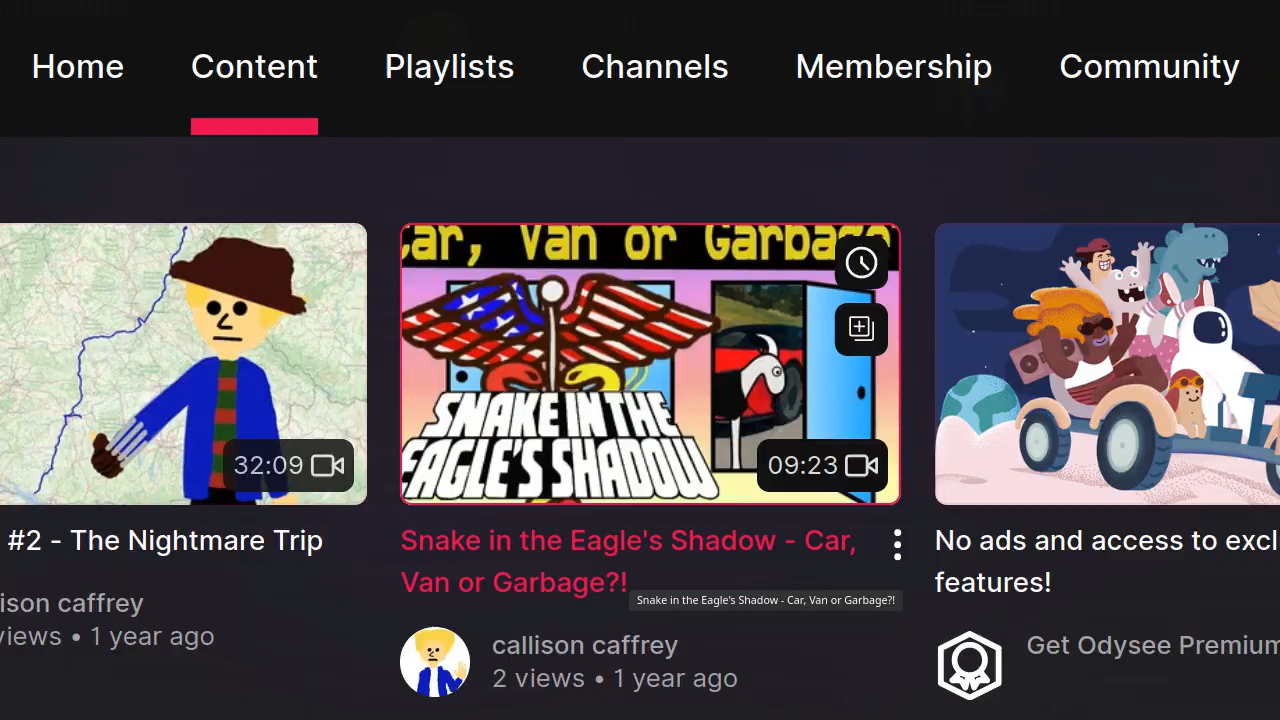 Home Content Playlists Channels Membership Community
Car, Van or Garbage
SNAKE IN THE
EAGLE'S SHADOW
32:09
09:23
#2 - The Nightmare Trip
ison caffrey
views • 1 year ago
Snake in the Eagle's Shadow - Car,
Van or Garbage?!
Snake in the Eagle's Shadow - Car, Van or Garbage?!
callison caffrey
2 views • 1 year ago
No ads and access to excl
features!
Get Odysee Premium